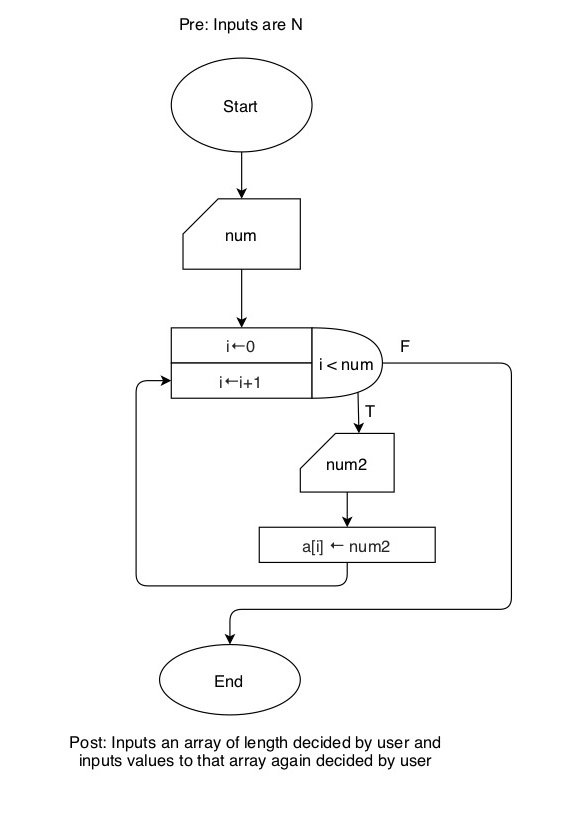 Pre: Inputs are N
Start
num
i←0
i←i+1
i < num
F
T
num2
a[i] ← num2
End
Post: Inputs an array of length decided by user and
inputs values to that array again decided by user